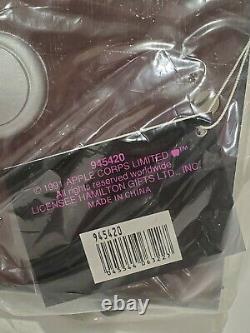 945420
© 1991 APPLE CORPS LIMITED
All rights reserved worldwide
LICENSEE HAMILTON GIFTS LTD., INC.
MADE IN CHINA
945420